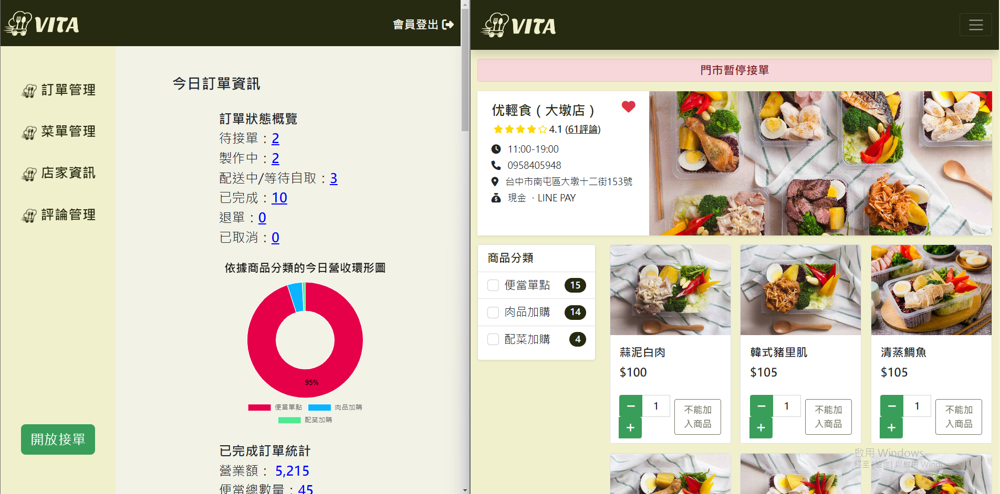 VITA
會員登出
訂單管理
菜單管理
店家資訊
評論管理
開放接單
今日訂單資訊
訂單狀態概覽
待接單：2
製作中：2
配送中/等待自取：3
已完成：10
退單：0
已取消：0
依據商品分類的今日營收環形圖
95%
便當單點 肉品加購
配菜加購
已完成訂單統計
營業額： 5,215
便當總數量：45
VITA
門市暫停接單
优輕食（大墩店）
4.1 (61評論)
11:00-19:00
0958405948
台中市南屯區大墩十二街153號
現金 、LINE PAY
商品分類
便當單點 15
肉品加購 14
配菜加購 4
蒜泥白肉
$100
− 1
+
不能加
入商品
韓式豬里肌
$105
− 1
+
不能加
入商品
清蒸鯛魚
$105
− 1
+
不能加
入商品
啟用 Windows
移至 [設定] 以啟用 Windows。